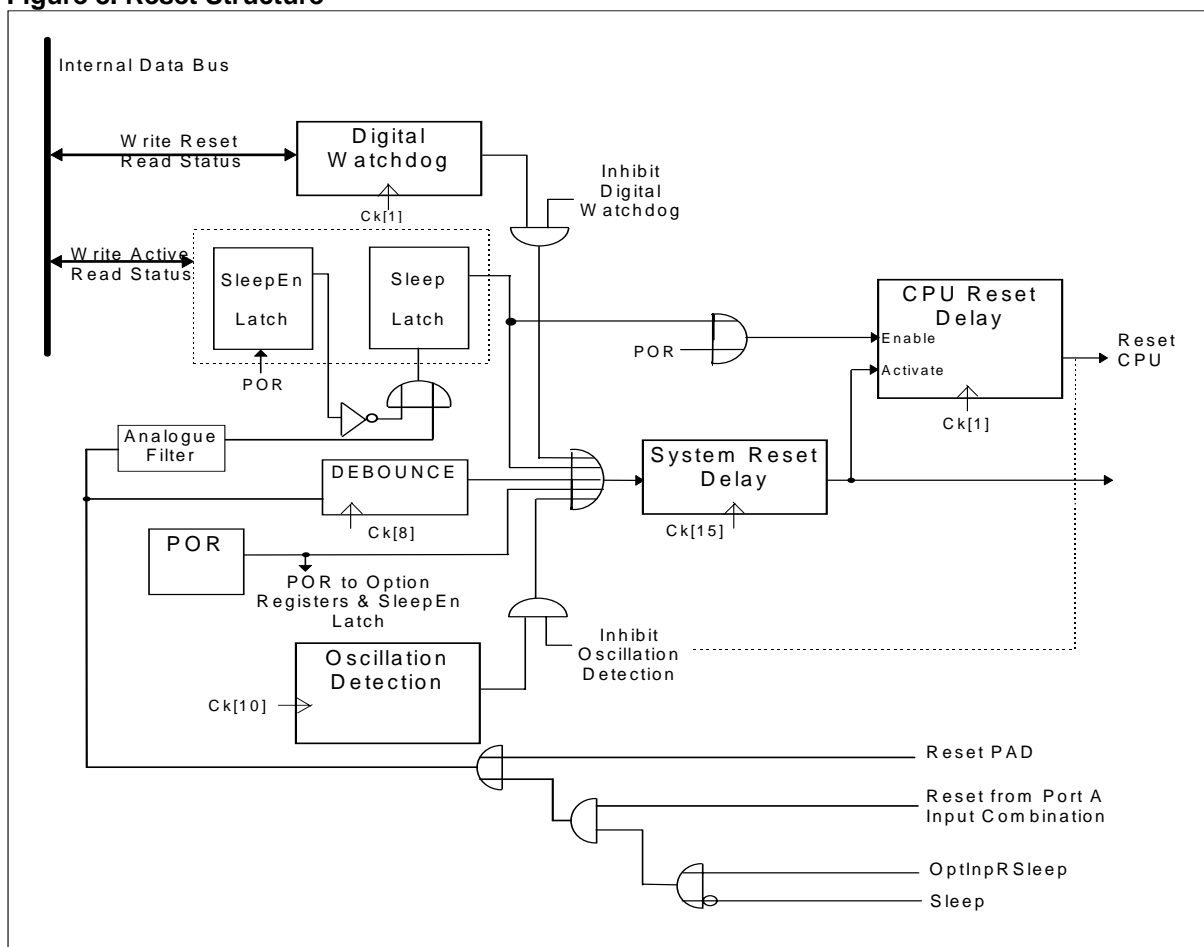 Figure 8. Reset Structure
Internal Data Bus
Write Reset
Read Status
Digital
Watchdog
Ck[1]
Inhibit
Digital
Watchdog
Write Active
Read Status
SleepEn
Latch
POR
Sleep
Latch
POR
CPU Reset
Delay
Enable
Activate
Ck[1]
Reset
CPU
Analogue
Filter
DEBOUNCE
Ck[8]
System Reset
Delay
Ck[15]
POR
POR to Option
Registers & SleepEn
Latch
Oscillation
Detection
Ck[10]
Inhibit
Oscillation
Detection
Reset PAD
Reset from Port A
Input Combination
OptInpRSleep
Sleep